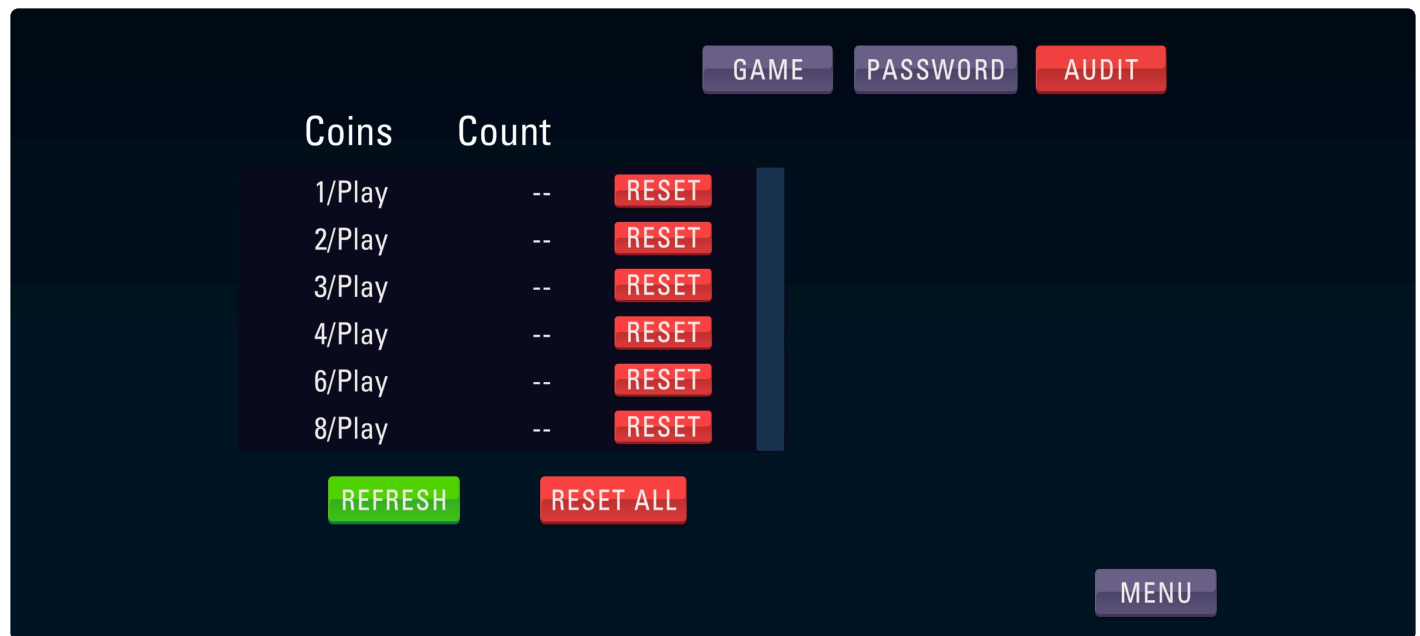 GAME PASSWORD AUDIT
Coins Count
1/Play -- RESET
2/Play -- RESET
3/Play -- RESET
4/Play -- RESET
6/Play -- RESET
8/Play -- RESET
REFRESH RESET ALL
MENU